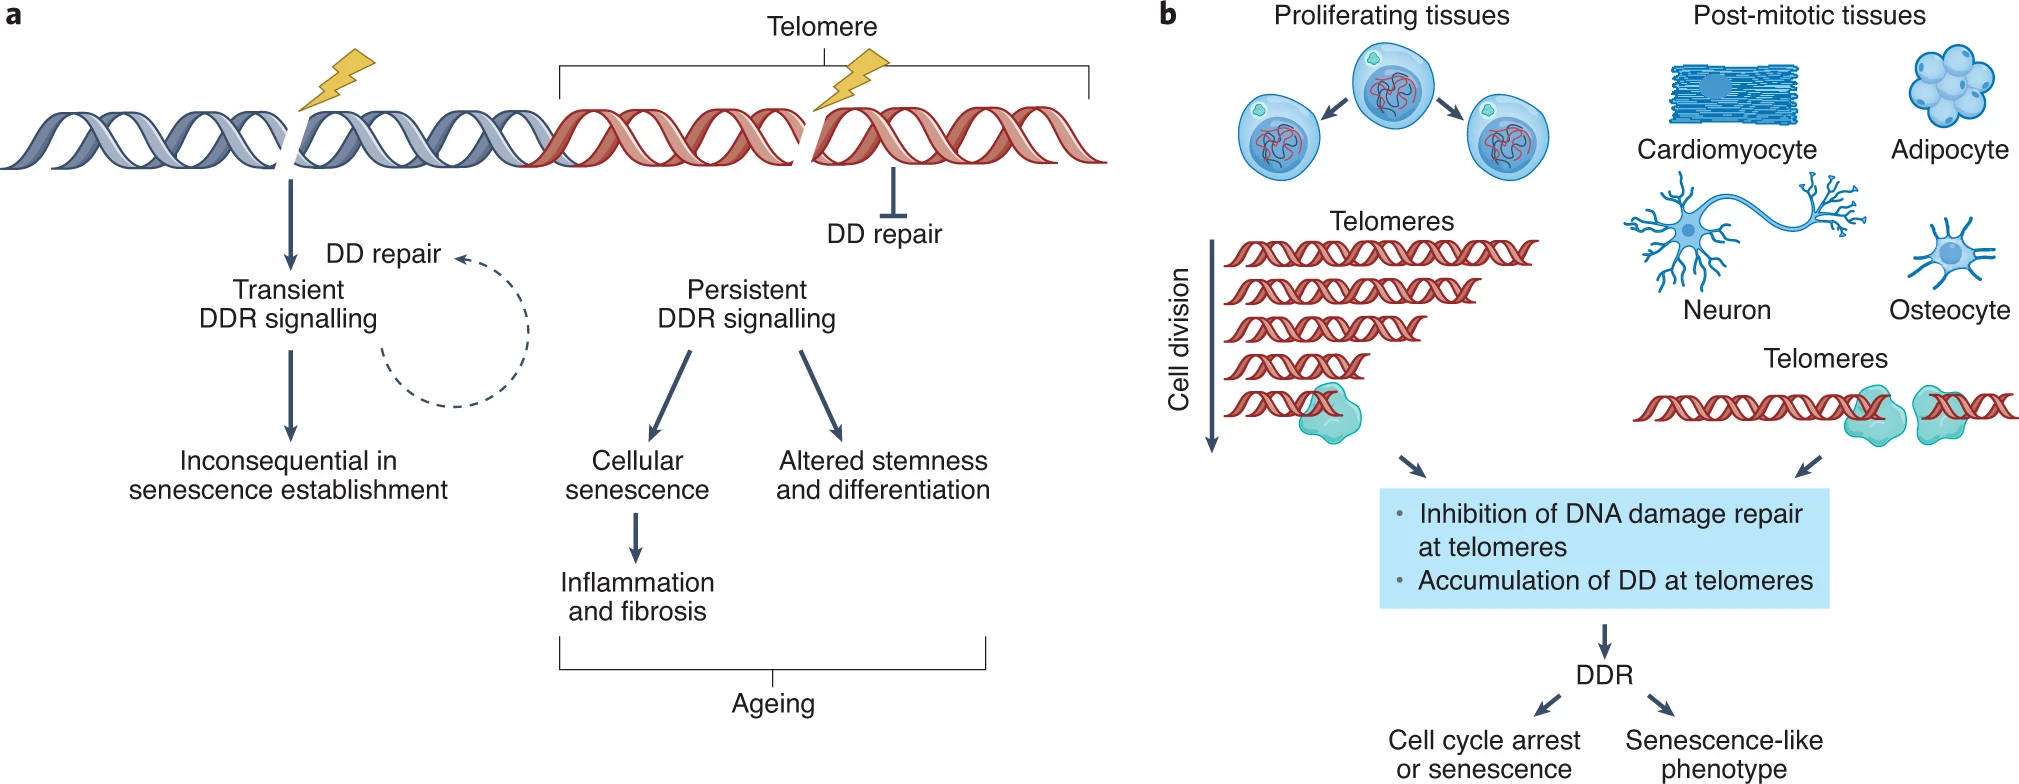 a
Telomere
DD repair
DD repair
Transient
DDR signalling
Persistent
DDR signalling
Inconsequential in
senescence establishment
Cellular
senescence
Altered stemness
and differentiation
Inflammation
and fibrosis
Ageing
b
Proliferating tissues
Post-mitotic tissues
Cardiomyocyte
Adipocyte
Neuron
Osteocyte
Telomeres
Cell division
Telomeres
• Inhibition of DNA damage repair
at telomeres
• Accumulation of DD at telomeres
DDR
Cell cycle arrest
or senescence
Senescence-like
phenotype